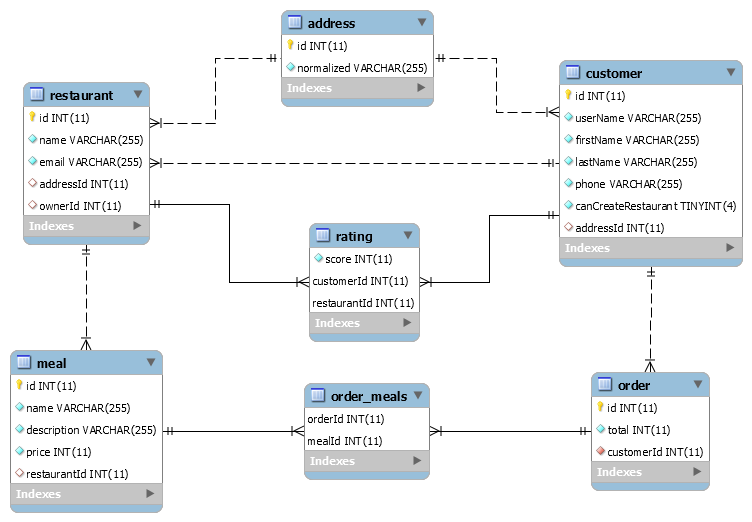 address
id INT(11)
normalized VARCHAR(255)
Indexes
restaurant
id INT(11)
name VARCHAR(255)
email VARCHAR(255)
addressId INT(11)
ownerId INT(11)
Indexes
customer
id INT(11)
userName VARCHAR(255)
firstName VARCHAR(255)
lastName VARCHAR(255)
phone VARCHAR(255)
canCreateRestaurant TINYINT(4)
addressId INT(11)
Indexes
rating
score INT(11)
customerId INT(11)
restaurantId INT(11)
Indexes
meal
id INT(11)
name VARCHAR(255)
description VARCHAR(255)
price INT(11)
restaurantId INT(11)
Indexes
order_meals
orderId INT(11)
mealId INT(11)
Indexes
order
id INT(11)
total INT(11)
customerId INT(11)
Indexes